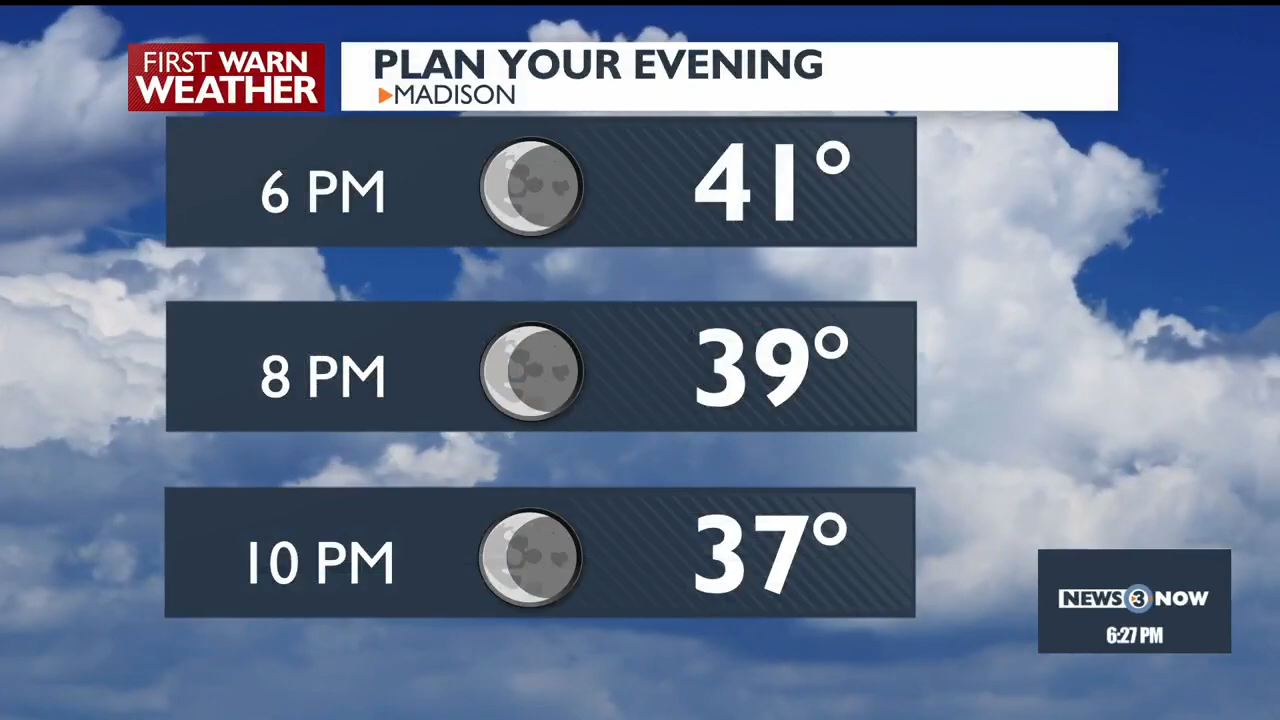 FIRST WARN
WEATHER
PLAN YOUR EVENING
MADISON
6 PM 41°
8 PM 39°
10 PM 37°
NEWS 3 NOW
6:27 PM